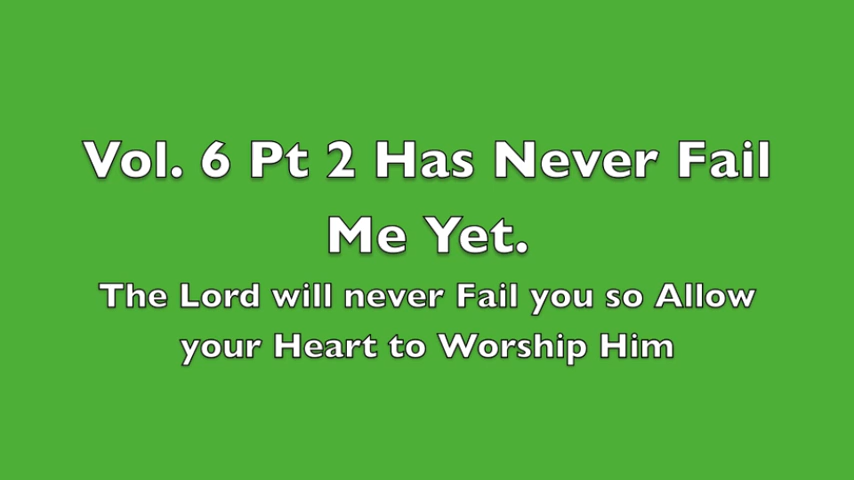 Vol. 6 Pt 2 Has Never Fail
Me Yet.
The Lord will never Fail you so Allow
your Heart to Worship Him